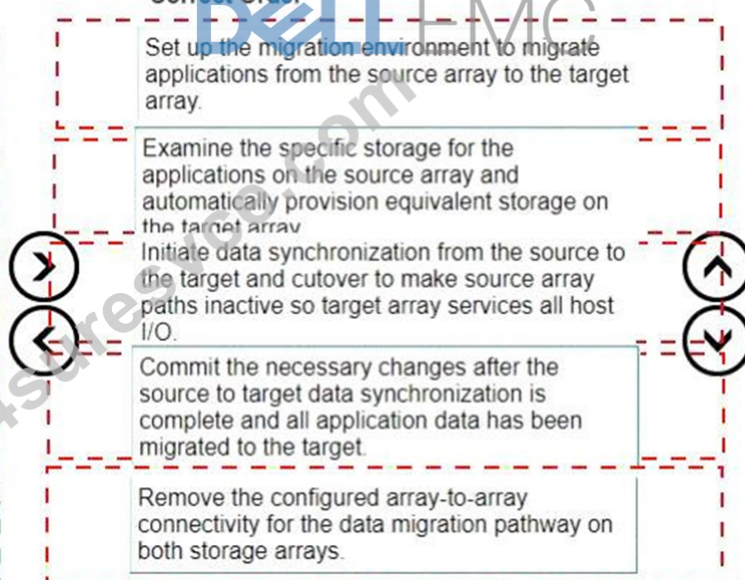 Correct Order
DELL EMC
Set up the migration environment to migrate
applications from the source array to the target
array.
Examine the specific storage for the
applications on the source array and
automatically provision equivalent storage on
the target array
Initiate data synchronization from the source to
the target and cutover to make source array
paths inactive so target array services all host
I/O.
Commit the necessary changes after the
source to target data synchronization is
complete and all application data has been
migrated to the target.
Remove the configured array-to-array
connectivity for the data migration pathway on
both storage arrays.